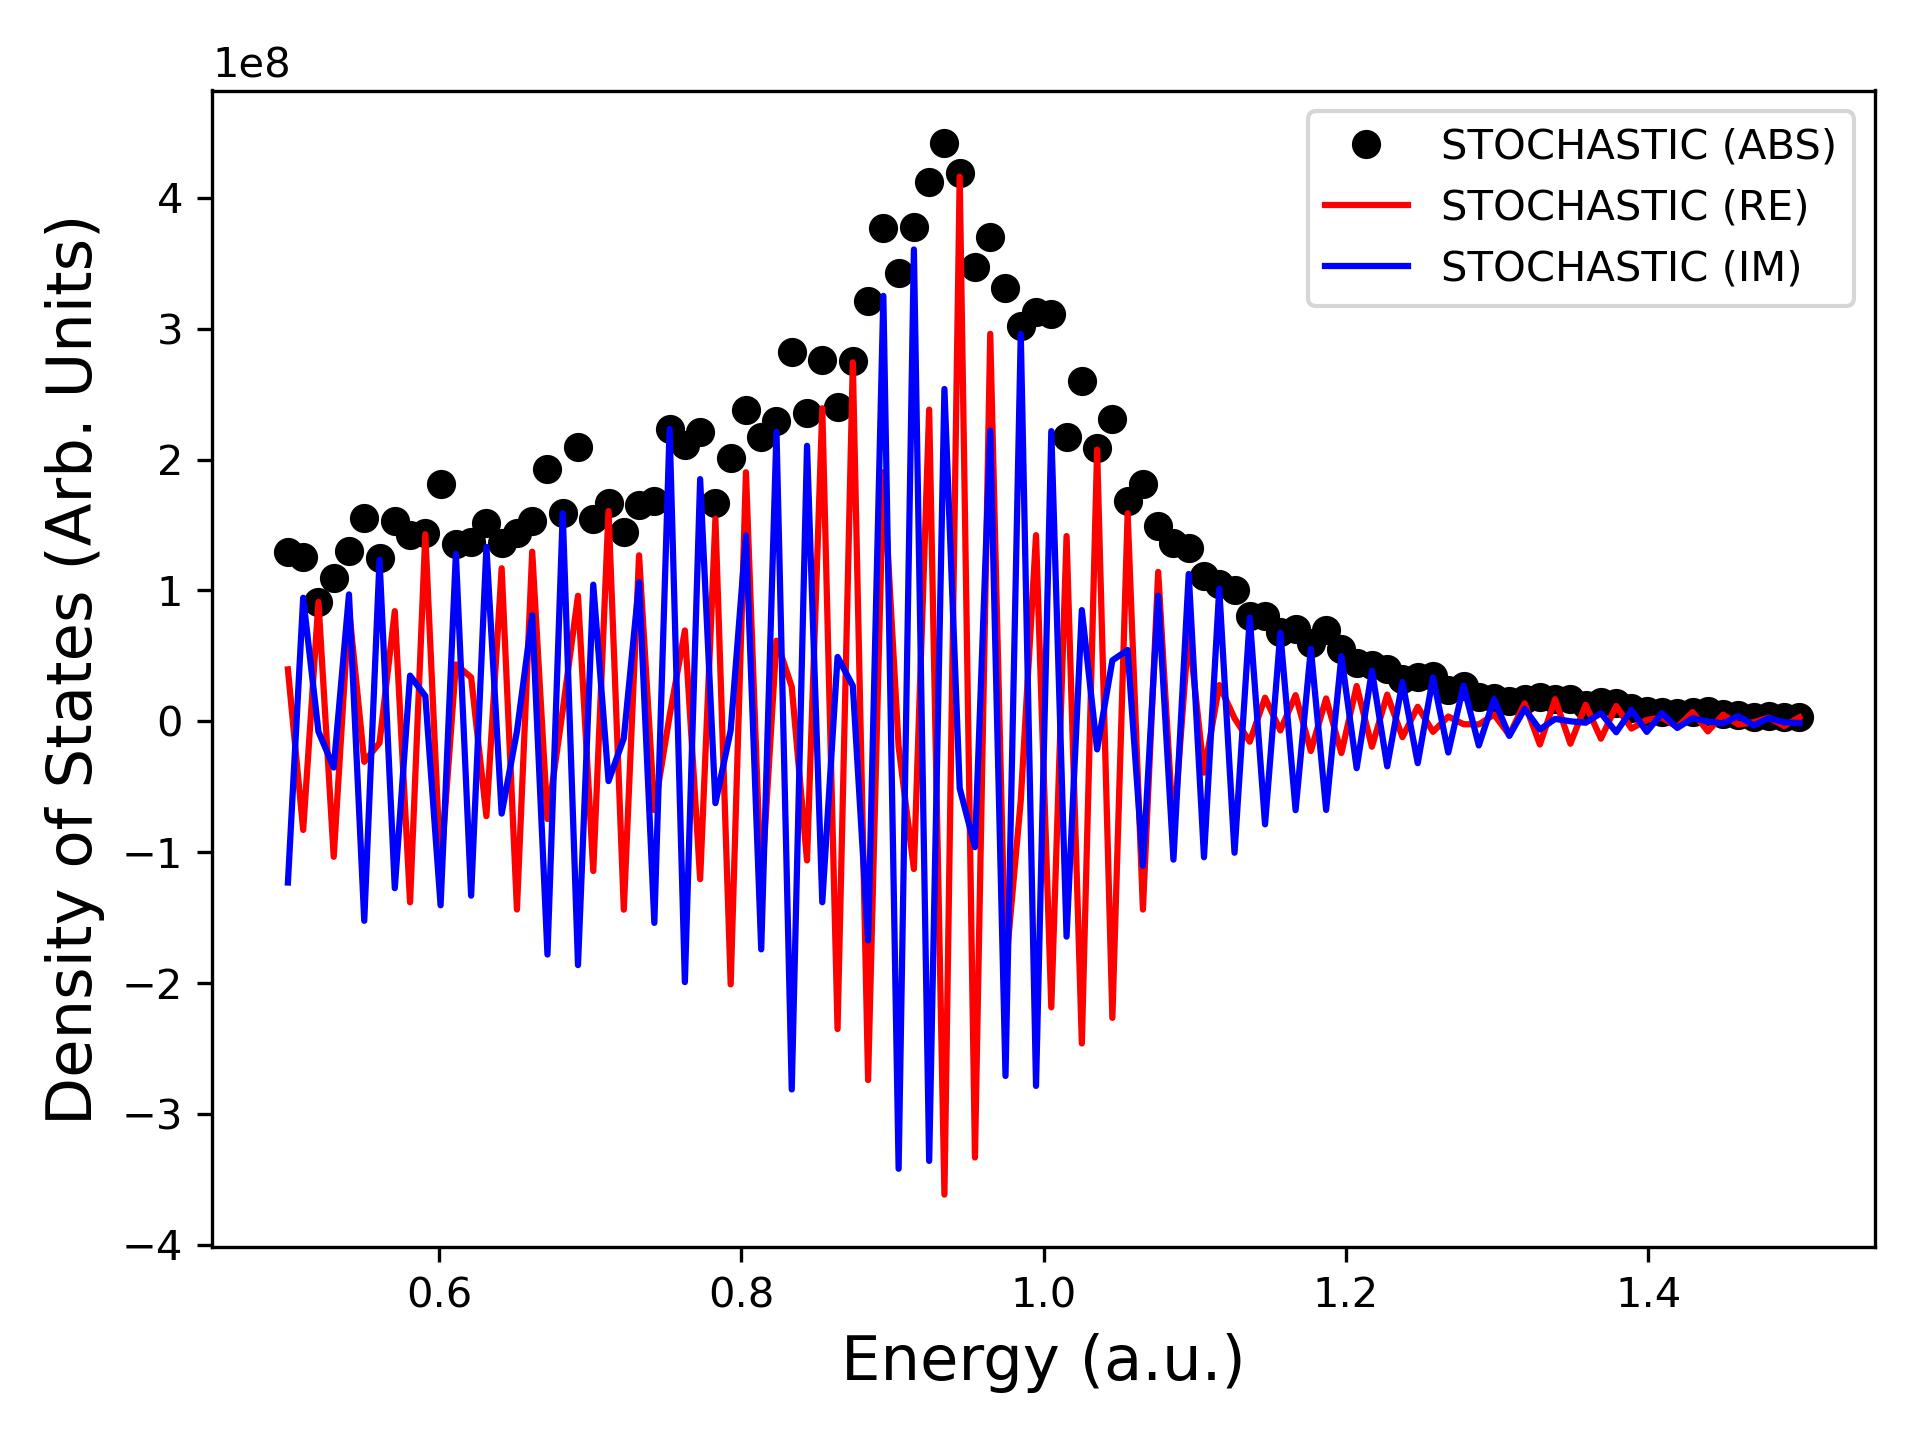 1e8
STOCHASTIC (ABS)
STOCHASTIC (RE)
STOCHASTIC (IM)
Density of States (Arb. Units)
4
3
2
1
0
−1
−2
−3
−4
0.6 0.8 1.0 1.2 1.4
Energy (a.u.)